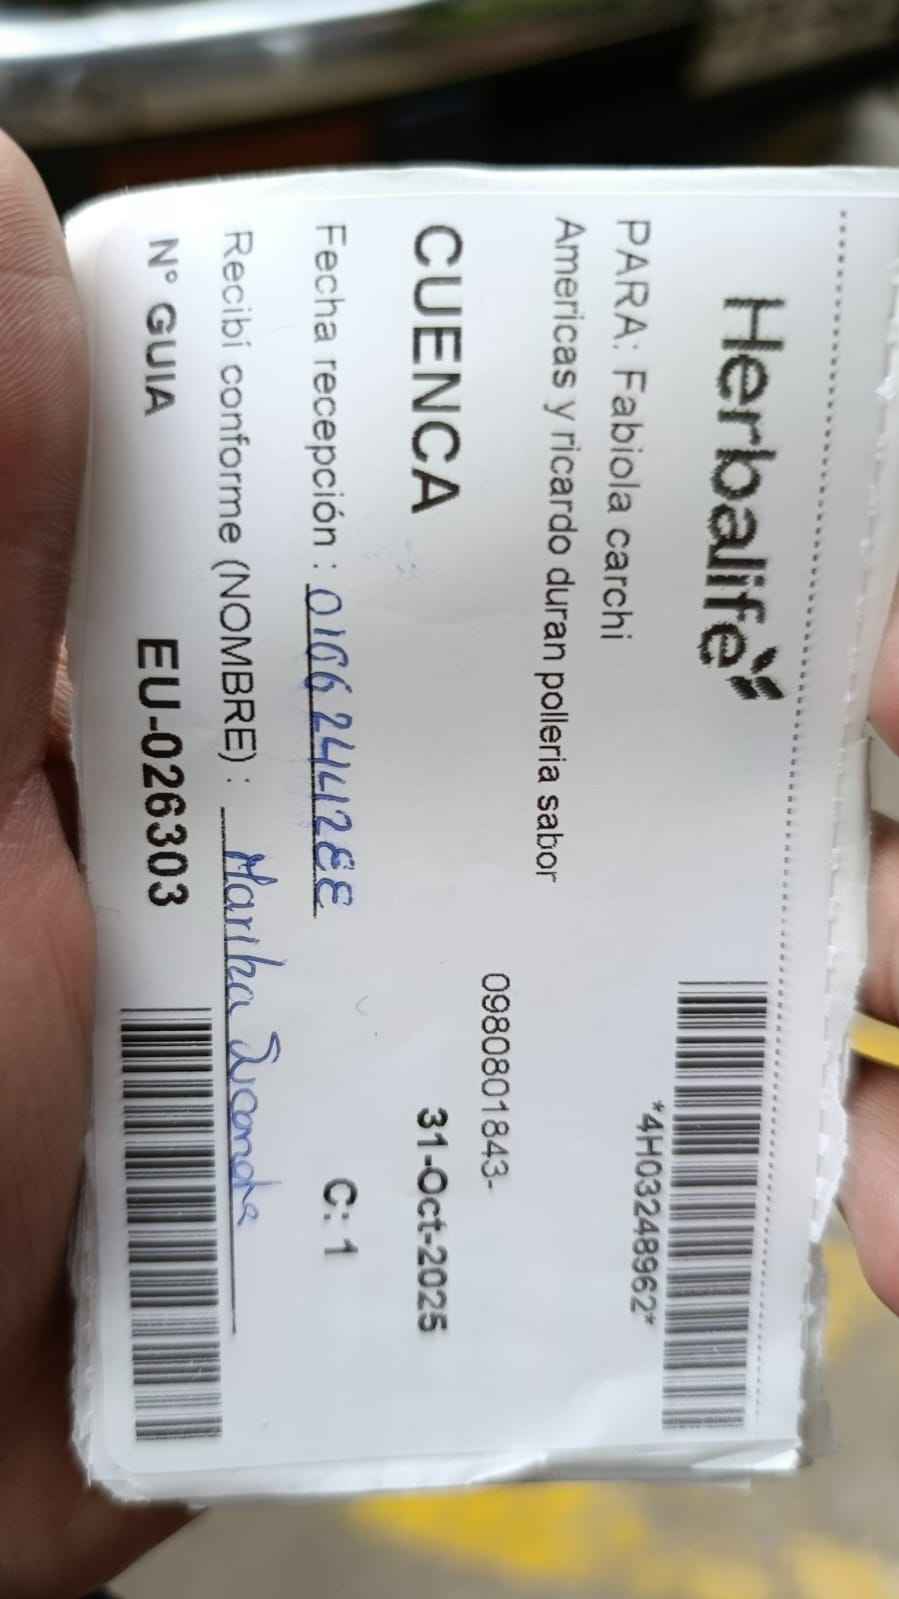 Herbalife
*4H03248962*
PARA: Fabiola carchi
Americas y ricardo duran polleria sabor
0980801843-
CUENCA
31-Oct-2025
Fecha recepción :
C: 1
Recibí conforme (NOMBRE) : Marika
N° GUIA EU-026303